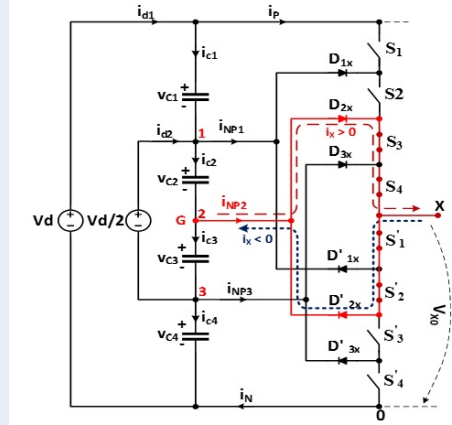 id1
iP
S1
ic1
D1x
+
vC1
-
S2
D2x
id2
1
iNP1
ix > 0
S3
ic2
D3x
+
vC2
-
S4
iNP2
X
Vd
+
-
Vd/2
+
-
G
2
ix < 0
S'1
ic3
+
vC3
-
D'1x
S'2
3
iNP3
D'2x
VX0
ic4
+
vC4
-
S'3
D'3x
S'4
iN
0